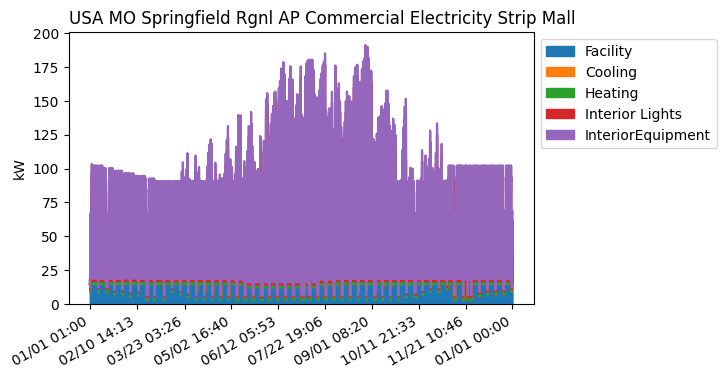 USA MO Springfield Rgnl AP Commercial Electricity Strip Mall
200
175
150
125
100
75
50
25
0
kW
01/01 01:00
02/10 14:13
03/23 03:26
05/02 16:40
06/12 05:53
07/22 19:06
09/01 08:20
10/11 21:33
11/21 10:46
01/01 00:00
Facility
Cooling
Heating
Interior Lights
InteriorEquipment